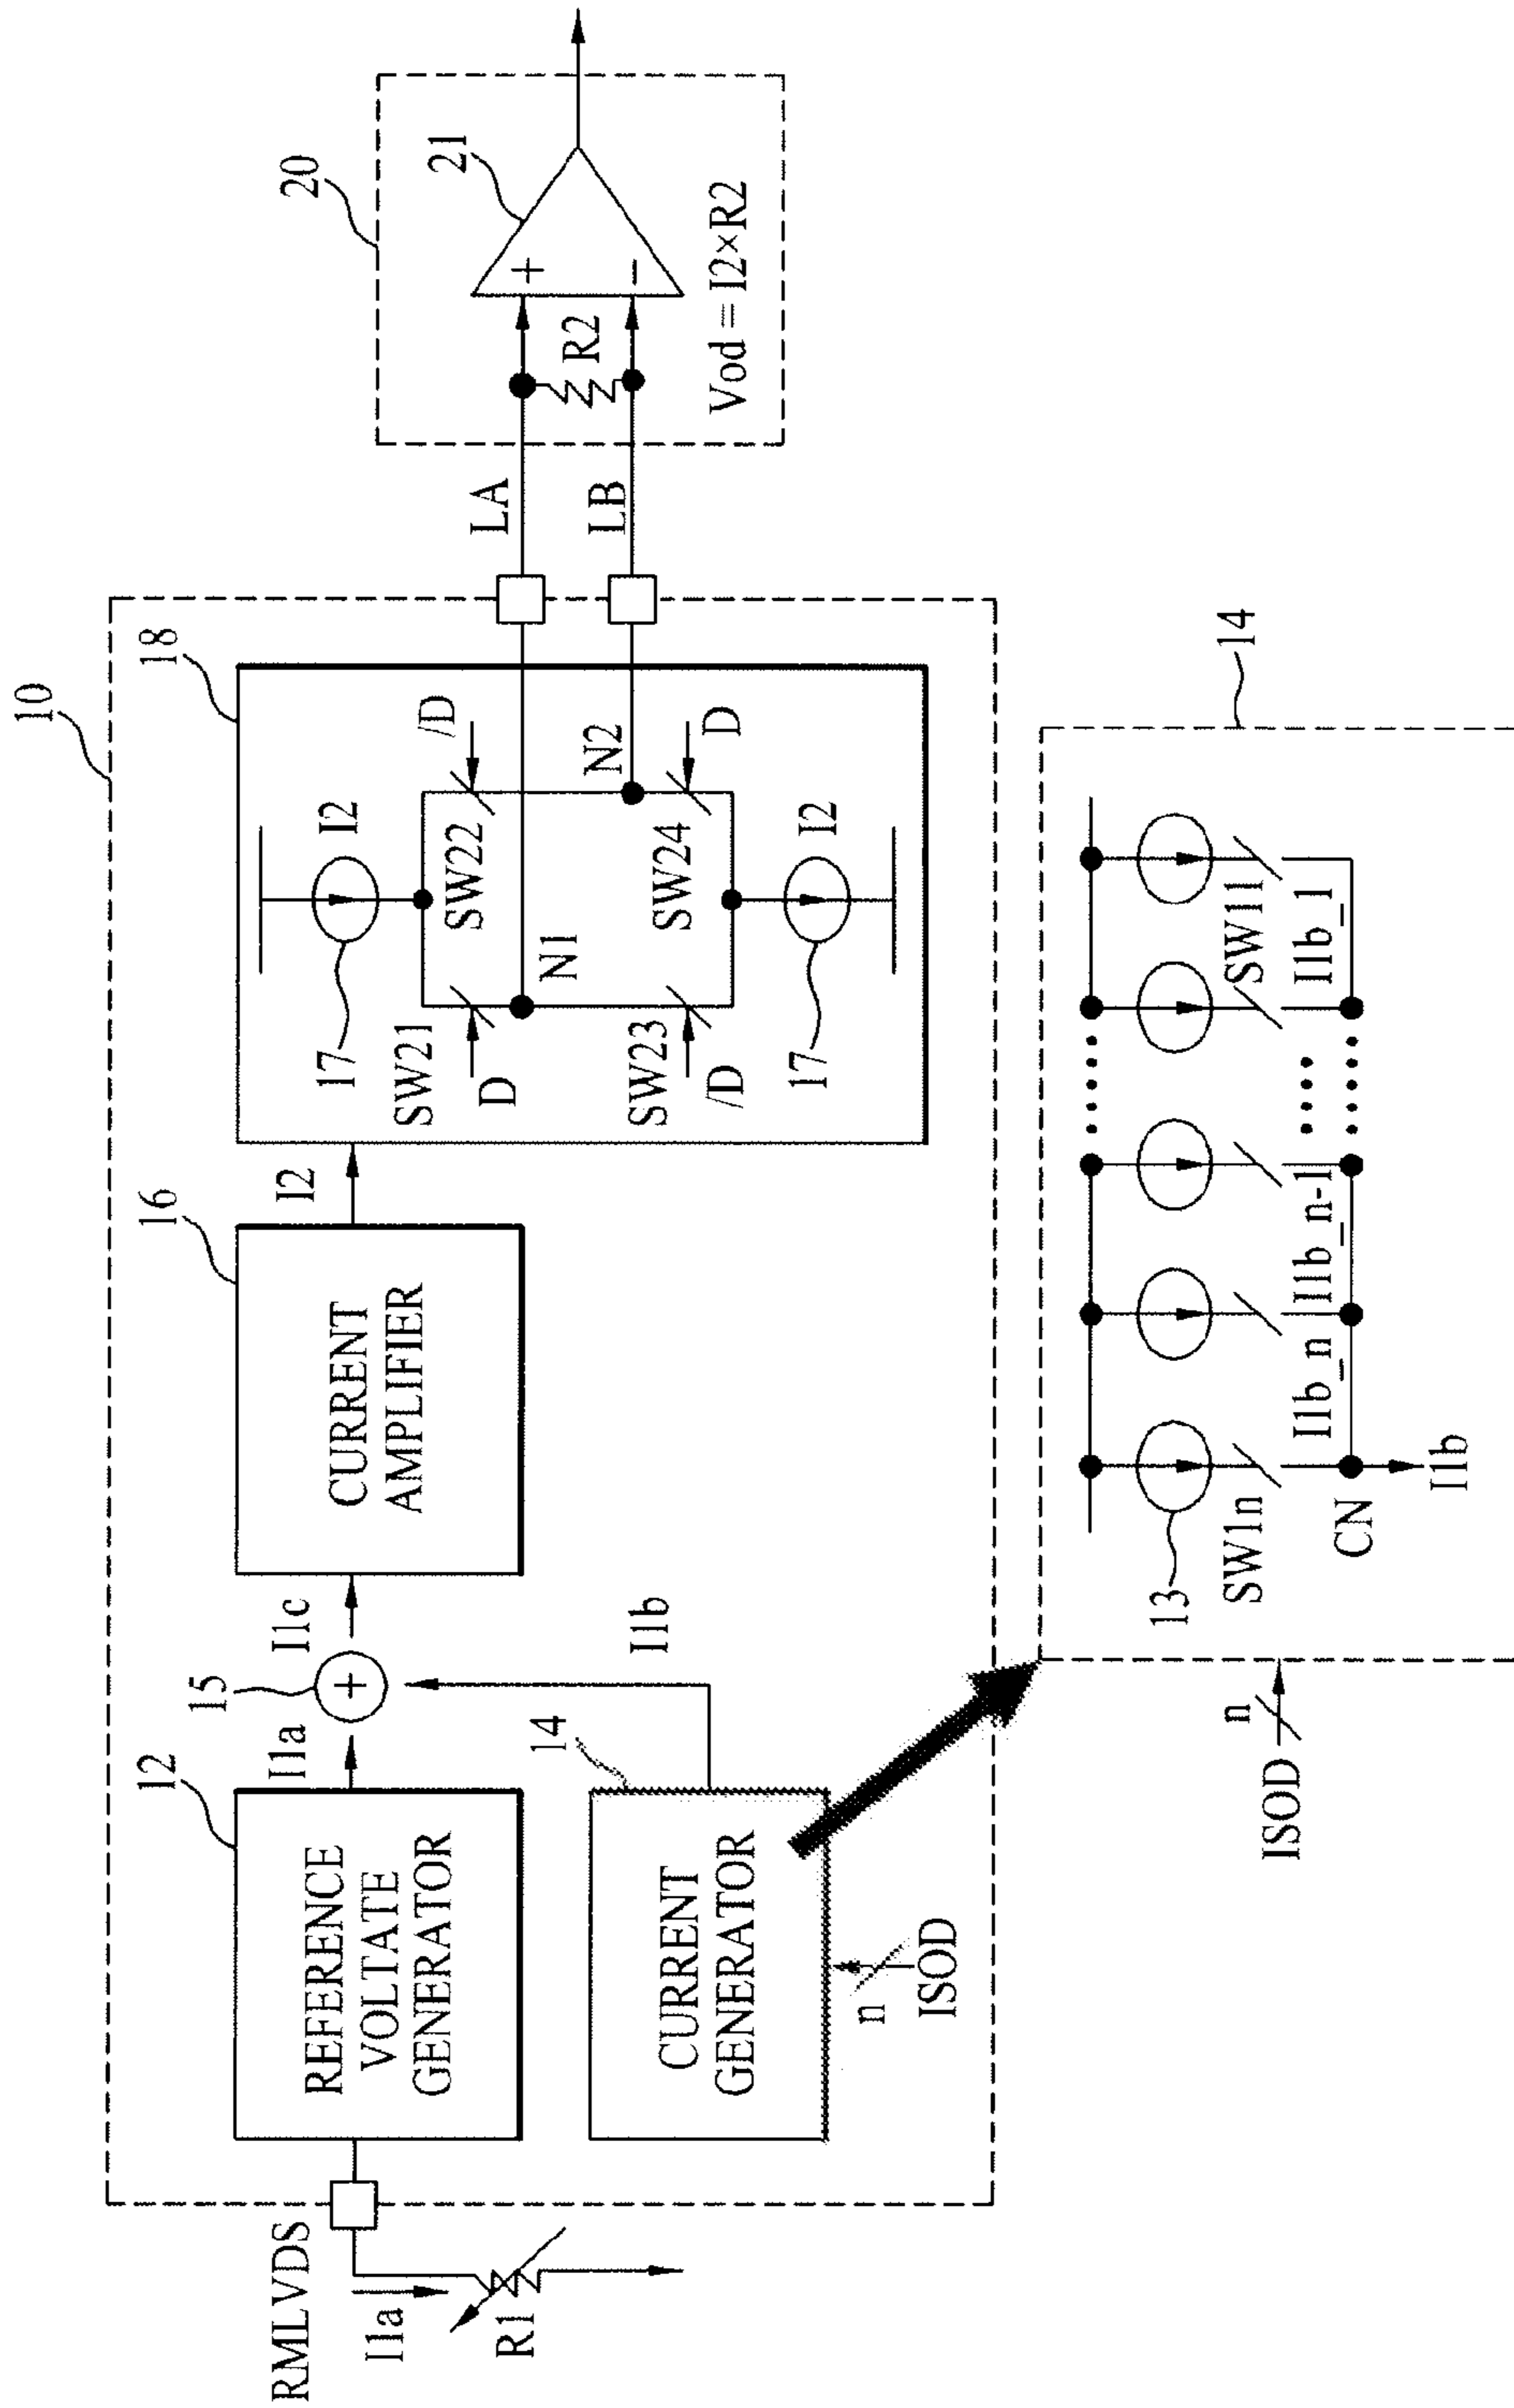 10
20
12
REFERENCE
VOLTATE
GENERATOR
I1a
15
+
I1c
16
CURRENT
AMPLIFIER
I2
18
17
I2
SW21
D
SW22
/D
N1
N2
SW23
/D
SW24
D
17
I2
LA
LB
R2
+
-
21
Vod = I2×R2
RMLVDS
I1a
R1
14
CURRENT
GENERATOR
n
ISOD
I1b
14
ISOD
n
13
SW1n
I1b_n
I1b_n-1
SW11
I1b_1
CN
I1b